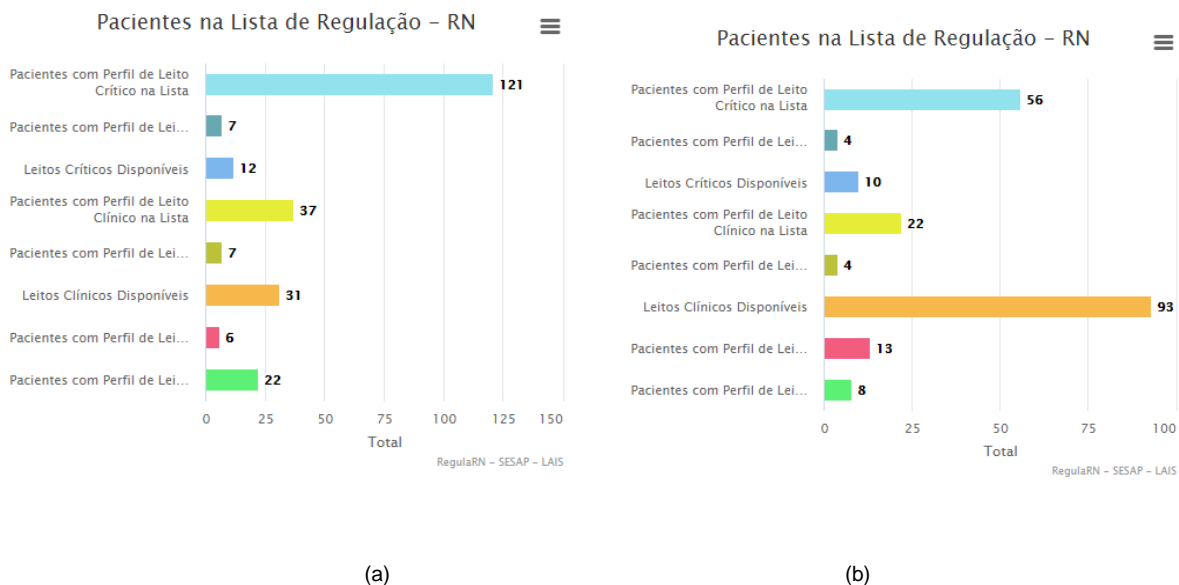 Pacientes na Lista de Regulação – RN
Pacientes com Perfil de Leito
Crítico na Lista
121
Pacientes com Perfil de Lei...
7
Leitos Críticos Disponíveis
12
Pacientes com Perfil de Leito
Clínico na Lista
37
Pacientes com Perfil de Lei...
7
Leitos Clínicos Disponíveis
31
Pacientes com Perfil de Lei...
6
Pacientes com Perfil de Lei...
22
0 25 50 75 100 125 150
Total
RegulaRN – SESAP – LAIS
(a)
Pacientes na Lista de Regulação – RN
Pacientes com Perfil de Leito
Crítico na Lista
56
Pacientes com Perfil de Lei...
4
Leitos Críticos Disponíveis
10
Pacientes com Perfil de Leito
Clínico na Lista
22
Pacientes com Perfil de Lei...
4
Leitos Clínicos Disponíveis
93
Pacientes com Perfil de Lei...
13
Pacientes com Perfil de Lei...
8
0 25 50 75 100
Total
RegulaRN – SESAP – LAIS
(b)